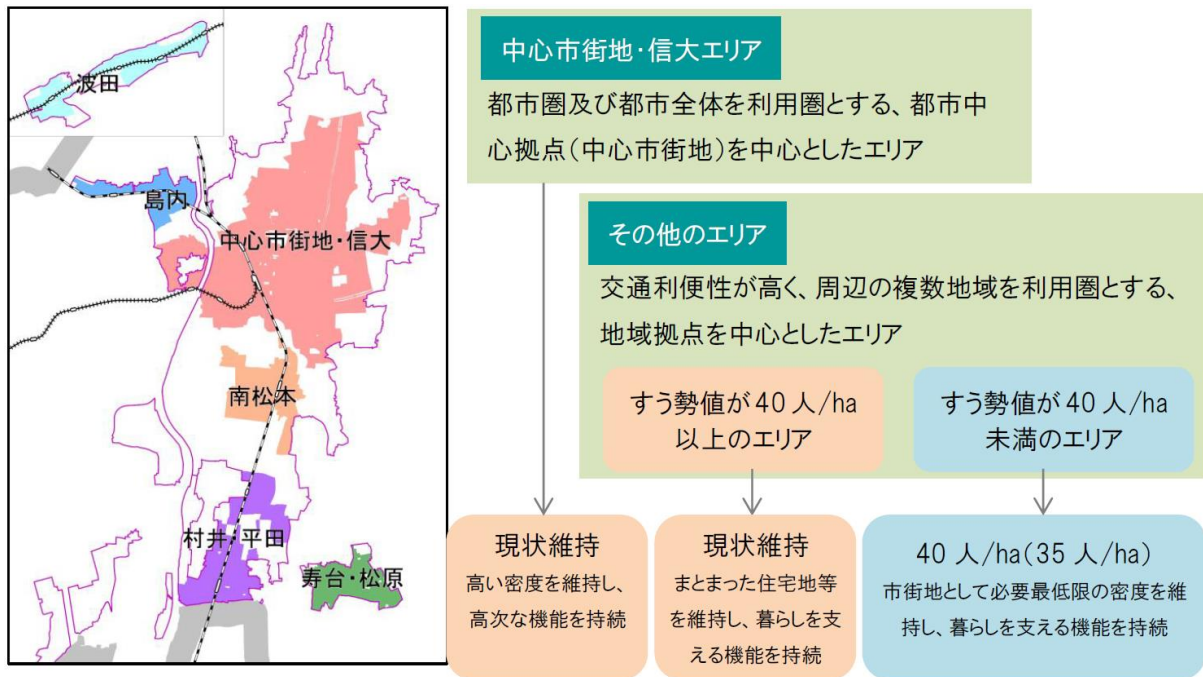 波田
島内
中心市街地・信大
南松本
村井・平田
寿台・松原
中心市街地・信大エリア
都市圏及び都市全体を利用圏とする、都市中
心拠点(中心市街地)を中心としたエリア
その他のエリア
交通利便性が高く、周辺の複数地域を利用圏とする、
地域拠点を中心としたエリア
すう勢値が40人/ha
以上のエリア
すう勢値が40人/ha
未満のエリア
現状維持
高い密度を維持し、
高次な機能を持続
現状維持
まとまった住宅地等
を維持し、暮らしを支
える機能を持続
40人/ha(35人/ha)
市街地として必要最低限の密度を維
持し、暮らしを支える機能を持続